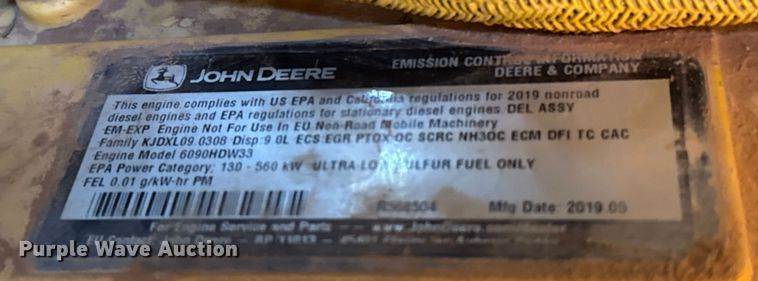 JOHN DEERE
EMISSION CONTROL INFORMATION
DEERE & COMPANY
This engine complies with US EPA and California regulations for 2019 nonroad
diesel engines and EPA regulations for stationary diesel engines. DEL ASSY
EM-EXP Engine Not For Use In EU Non-Road Mobile Machinery
Family KJDXL09.0308 Disp:9.0L ECS:EGR PTOX OC SCRC NH3OC ECM DFI TC CAC
Engine Model 6090HDW33
EPA Power Category: 130 - 560 kW ULTRA-LOW SULFUR FUEL ONLY
FEL 0.01 g/kW-hr PM
R568504 Mfg Date: 2019.05
For Engine Service and Parts www.JohnDeere.com
Purple Wave Auction